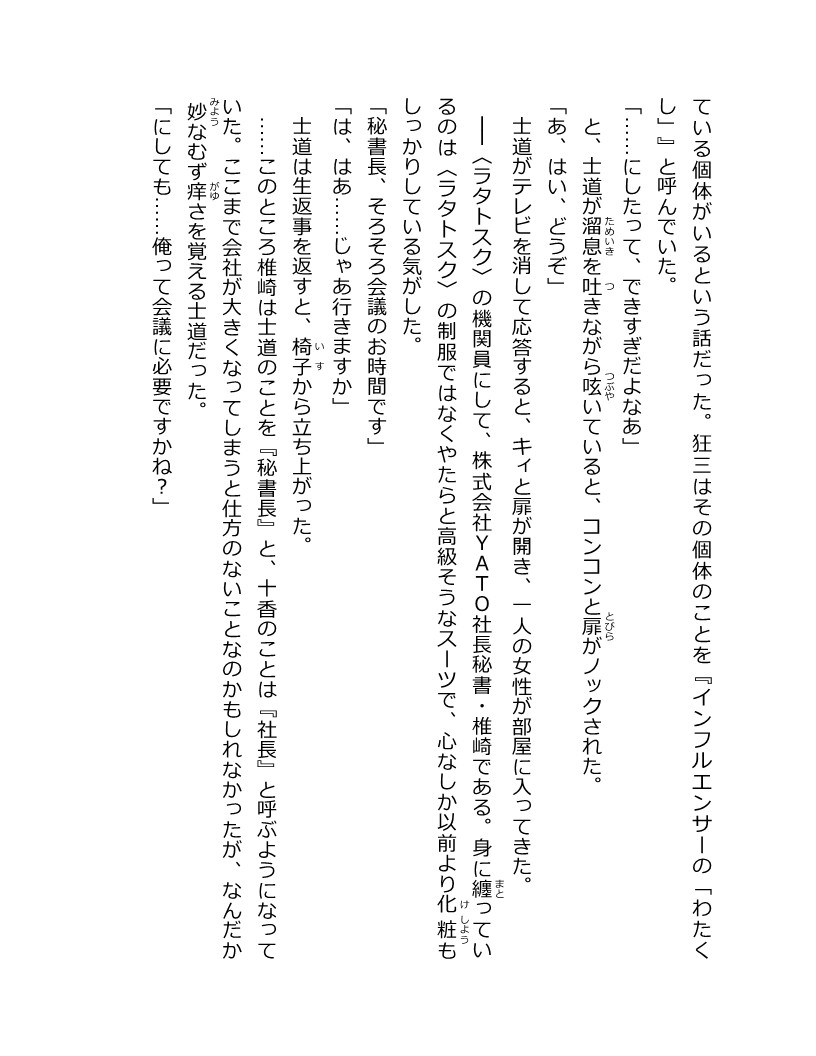 ている個体がいるという話だった。狂三はその個体のことを『インフルエンサーの「わたく
し」』と呼んでいた。
「……にしたって、できすぎだよなあ」
と、士道が溜息を吐きながら呟いていると、コンコンと扉がノックされた。
「あ、はい、どうぞ」
士道がテレビを消して応答すると、キィと扉が開き、一人の女性が部屋に入ってきた。
――〈ラタトスク〉の機関員にして、株式会社ＹＡＴＯ社長秘書・椎崎である。身に纏ってい
るのは〈ラタトスク〉の制服ではなくやたらと高級そうなスーツで、心なしか以前より化粧も
しっかりしている気がした。
「秘書長、そろそろ会議のお時間です」
「は、はあ……じゃあ行きますか」
士道は生返事を返すと、椅子から立ち上がった。
……このところ椎崎は士道のことを『秘書長』と、十香のことは『社長』と呼ぶようになって
いた。ここまで会社が大きくなってしまうと仕方のないことなのかもしれなかったが、なんだか
妙なむず痒さを覚える士道だった。
「にしても……俺って会議に必要ですかね？」